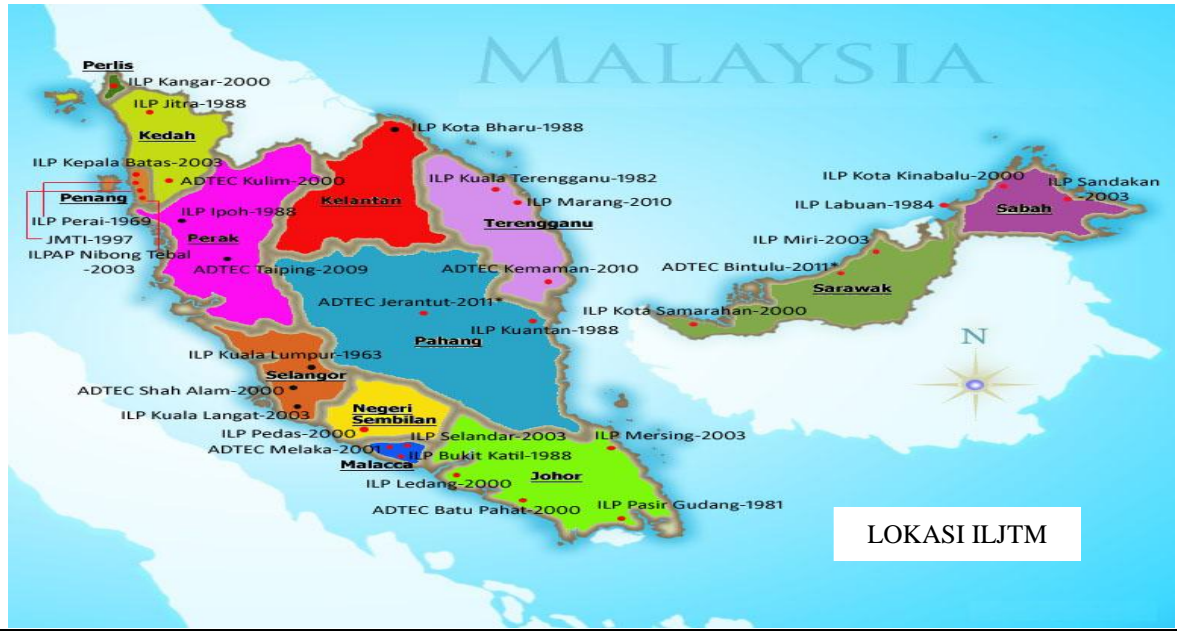 MALAYSIA
Perlis
ILP Kangar-2000
ILP Jitra-1988
Kedah
ILP Kota Bharu-1988
ILP Kepala Batas-2003
ADTEC Kulim-2000
Penang
ILP Perai-1969
JMTI-1997
ILPAP Nibong Tebal
-2003
ILP Ipoh-1988
Perak
ADTEC Taiping-2009
Kelantan
ILP Kuala Terengganu-1982
ILP Marang-2010
Terengganu
ADTEC Kemaman-2010
ADTEC Jerantut-2011*
ILP Kuantan-1988
Pahang
ILP Kuala Lumpur-1963
Selangor
ADTEC Shah Alam-2000
ILP Kuala Langat-2003
Negeri
Sembilan
ILP Pedas-2000
ILP Selandar-2003
ADTEC Melaka-2001
ILP Bukit Katil-1988
Malacca
ILP Ledang-2000
ILP Mersing-2003
Johor
ADTEC Batu Pahat-2000
ILP Pasir Gudang-1981
ILP Kota Kinabalu-2000
ILP Sandakan
-2003
ILP Labuan-1984
Sabah
ILP Miri-2003
ADTEC Bintulu-2011*
Sarawak
ILP Kota Samarahan-2000
N
LOKASI ILJTM